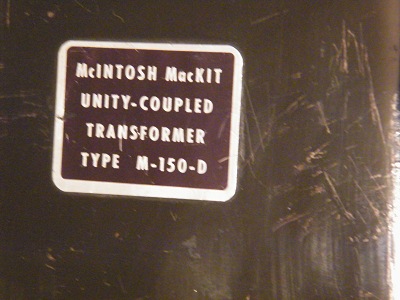 McINTOSH MacKIT
UNITY-COUPLED
TRANSFORMER
TYPE M-150-D